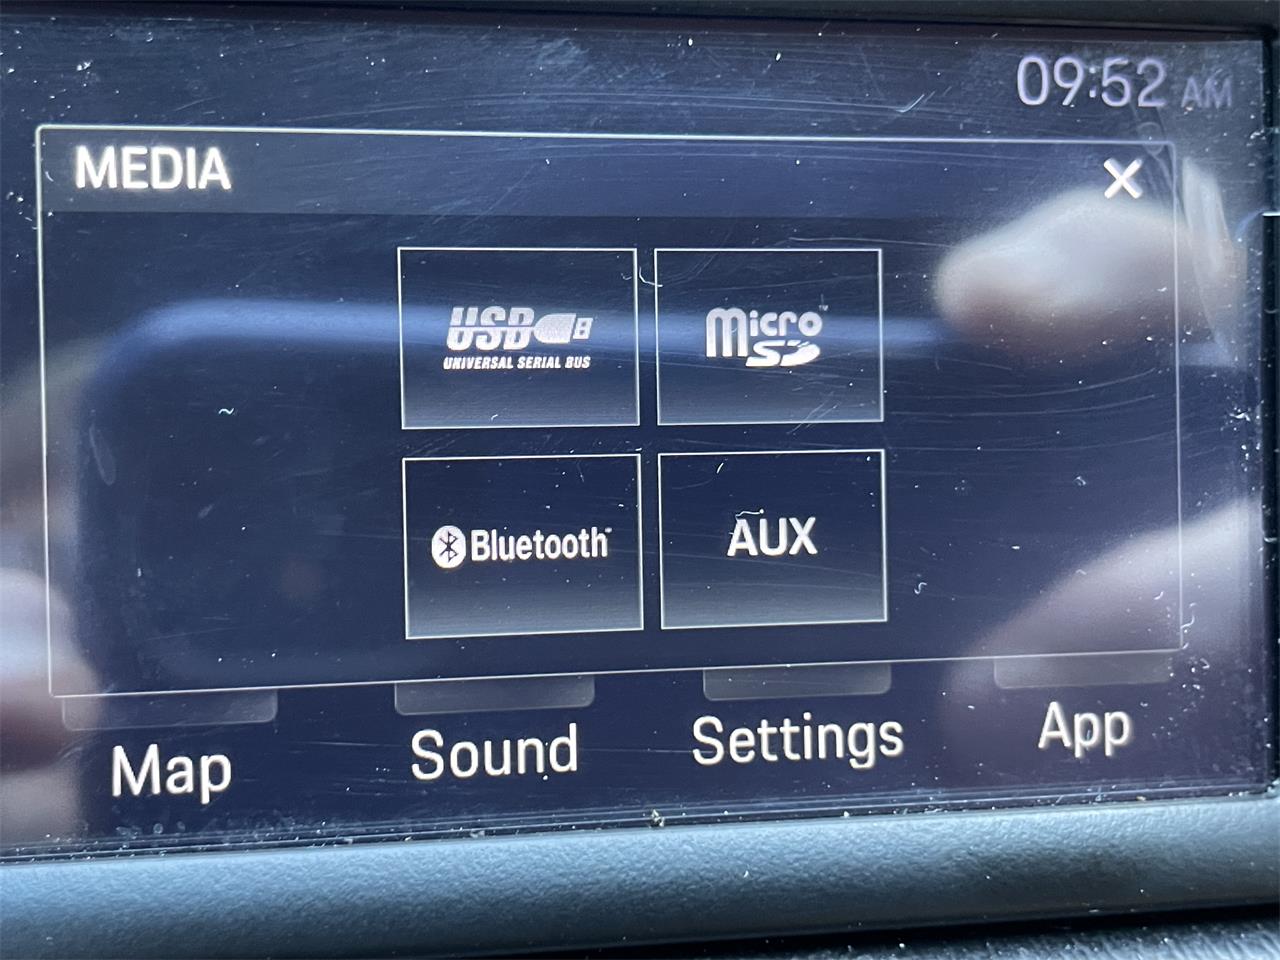 09:52 AM
MEDIA
USB
UNIVERSAL SERIAL BUS
Micro
SD
Bluetooth
AUX
Map
Sound
Settings
App